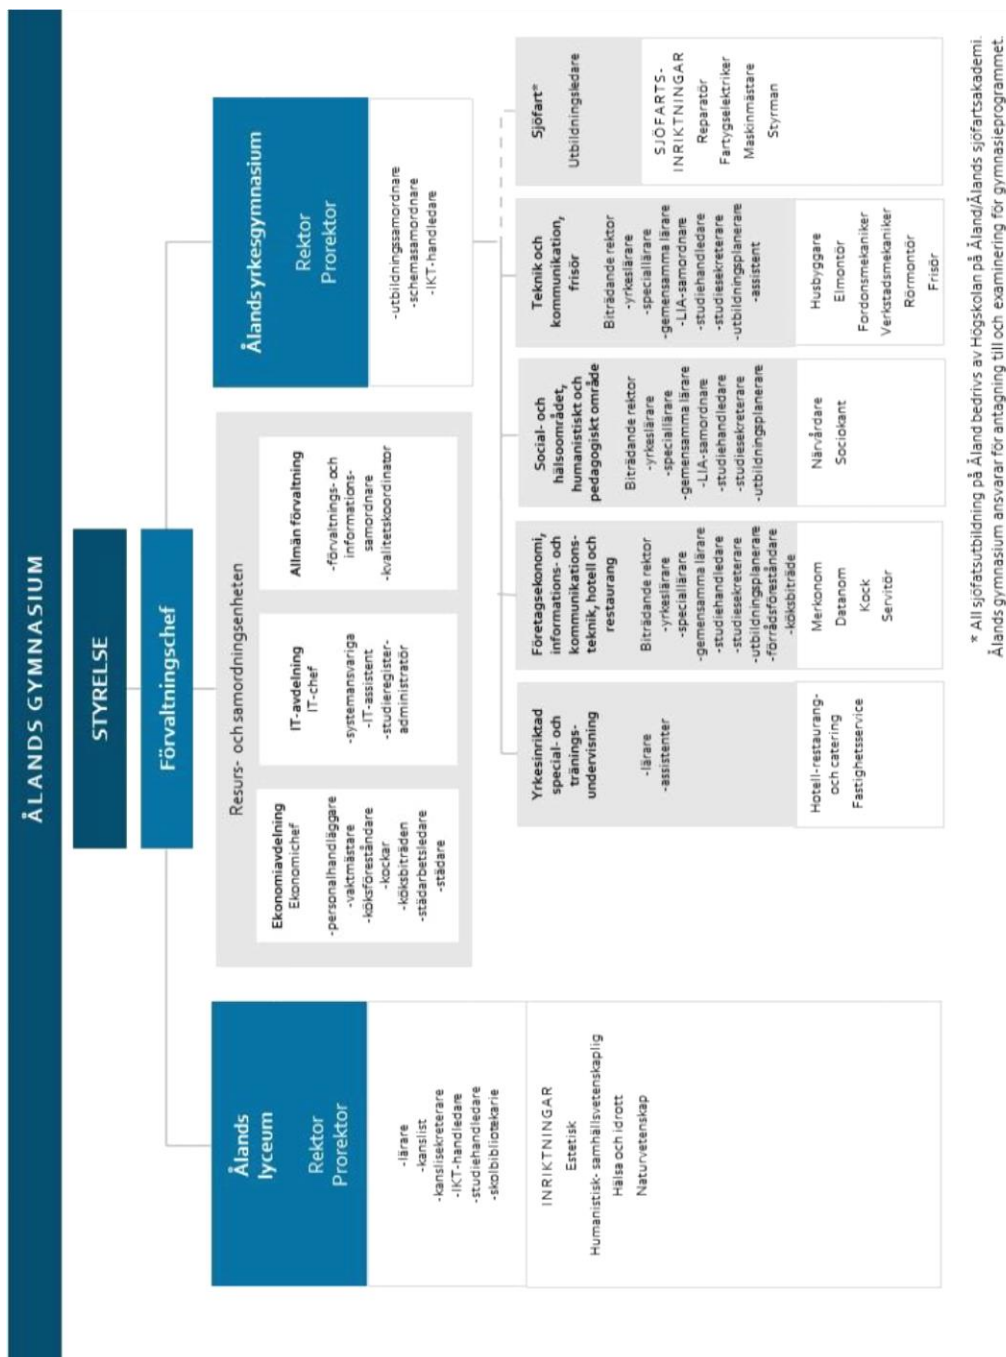 ÅLANDS GYMNASIUM
STYRELSE
Förvaltningschef
Ålands
lyceum
Rektor
Prorektor
-lärare
-kanslist
-kanslisekreterare
-IKT-handledare
-studiehandledare
-skolbibliotekarie
INRIKTNINGAR
Estetisk
Humanistisk- samhällsvetenskaplig
Hälsa och idrott
Naturvetenskap
Resurs- och samordningsenheten
Ekonomiavdelning
Ekonomichef
-personalhandläggare
-vaktmästare
-köksföreståndare
-kockar
-köksbiträden
-städarbetsledare
-städare
IT-avdelning
IT-chef
-systemansvariga
-IT-assistent
-studieregister-
administratör
Allmän förvaltning
-förvaltnings- och
informations-
samordnare
-kvalitetskoordinator
Ålands yrkesgymnasium
Rektor
Prorektor
-utbildningssamordnare
-schemasamordnare
-IKT-handledare
Yrkesinriktad
special- och
tränings-
undervisning
-lärare
-assistenter
Hotell-restaurang-
och catering
Fastighetsservice
Företagsekonomi,
informations- och
kommunikations-
teknik, hotell och
restaurang
Biträdande rektor
-yrkeslärare
-speciallärare
-gemensamma lärare
-studiehandledare
-studiesekreterare
-utbildningsplanerare
-förrådsföreståndare
-köksbiträde
Merkonom
Datanom
Kock
Servitör
Social- och
hälsoområdet,
humanistiskt och
pedagogiskt område
Biträdande rektor
-yrkeslärare
-speciallärare
-gemensamma lärare
-LIA-samordnare
-studiehandledare
-studiesekreterare
-utbildningsplanerare
Närvårdare
Sociokant
Teknik och
kommunikation,
frisör
Biträdande rektor
-yrkeslärare
-speciallärare
-gemensamma lärare
-LIA-samordnare
-studiehandledare
-studiesekreterare
-utbildningsplanerare
-assistent
Husbyggare
Elmontör
Fordonsmekaniker
Verkstadsmekaniker
Rörmontör
Frisör
Sjöfart*
Utbildningsledare
SJÖFARTS-
INRIKTNINGAR
Reparatör
Fartygselektriker
Maskinmästare
Styrman
* All sjöfatsutbildning på Åland bedrivs av Högskolan på Åland/Ålands sjöfartsakademi.
Ålands gymnasium ansvarar för antagning till och examinering för gymnasieprogrammet.